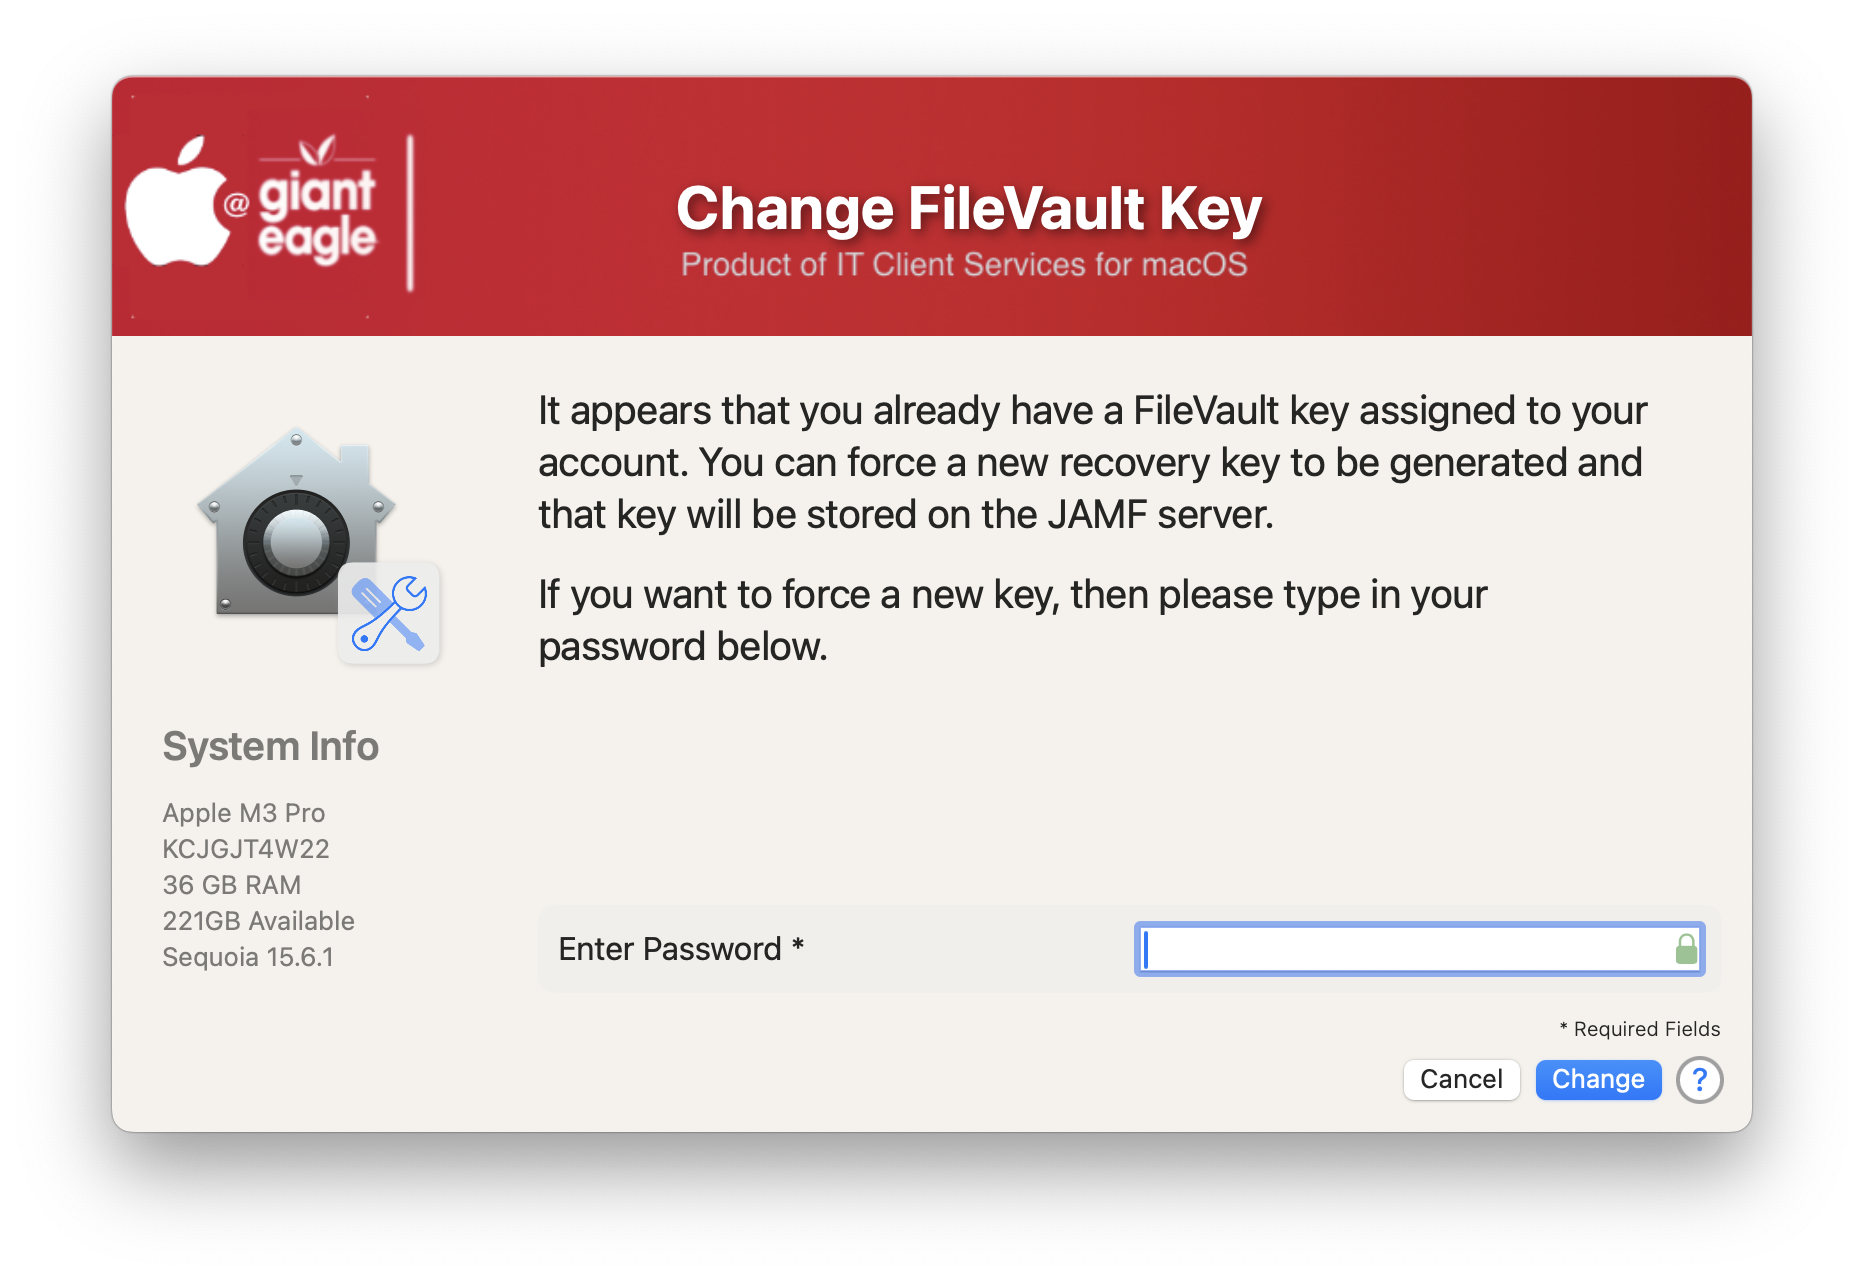 @ giant
eagle
Change FileVault Key
Product of IT Client Services for macOS
It appears that you already have a FileVault key assigned to your
account. You can force a new recovery key to be generated and
that key will be stored on the JAMF server.
If you want to force a new key, then please type in your
password below.
System Info
Apple M3 Pro
KCJGJT4W22
36 GB RAM
221GB Available
Sequoia 15.6.1
Enter Password *
* Required Fields
Cancel
Change
?